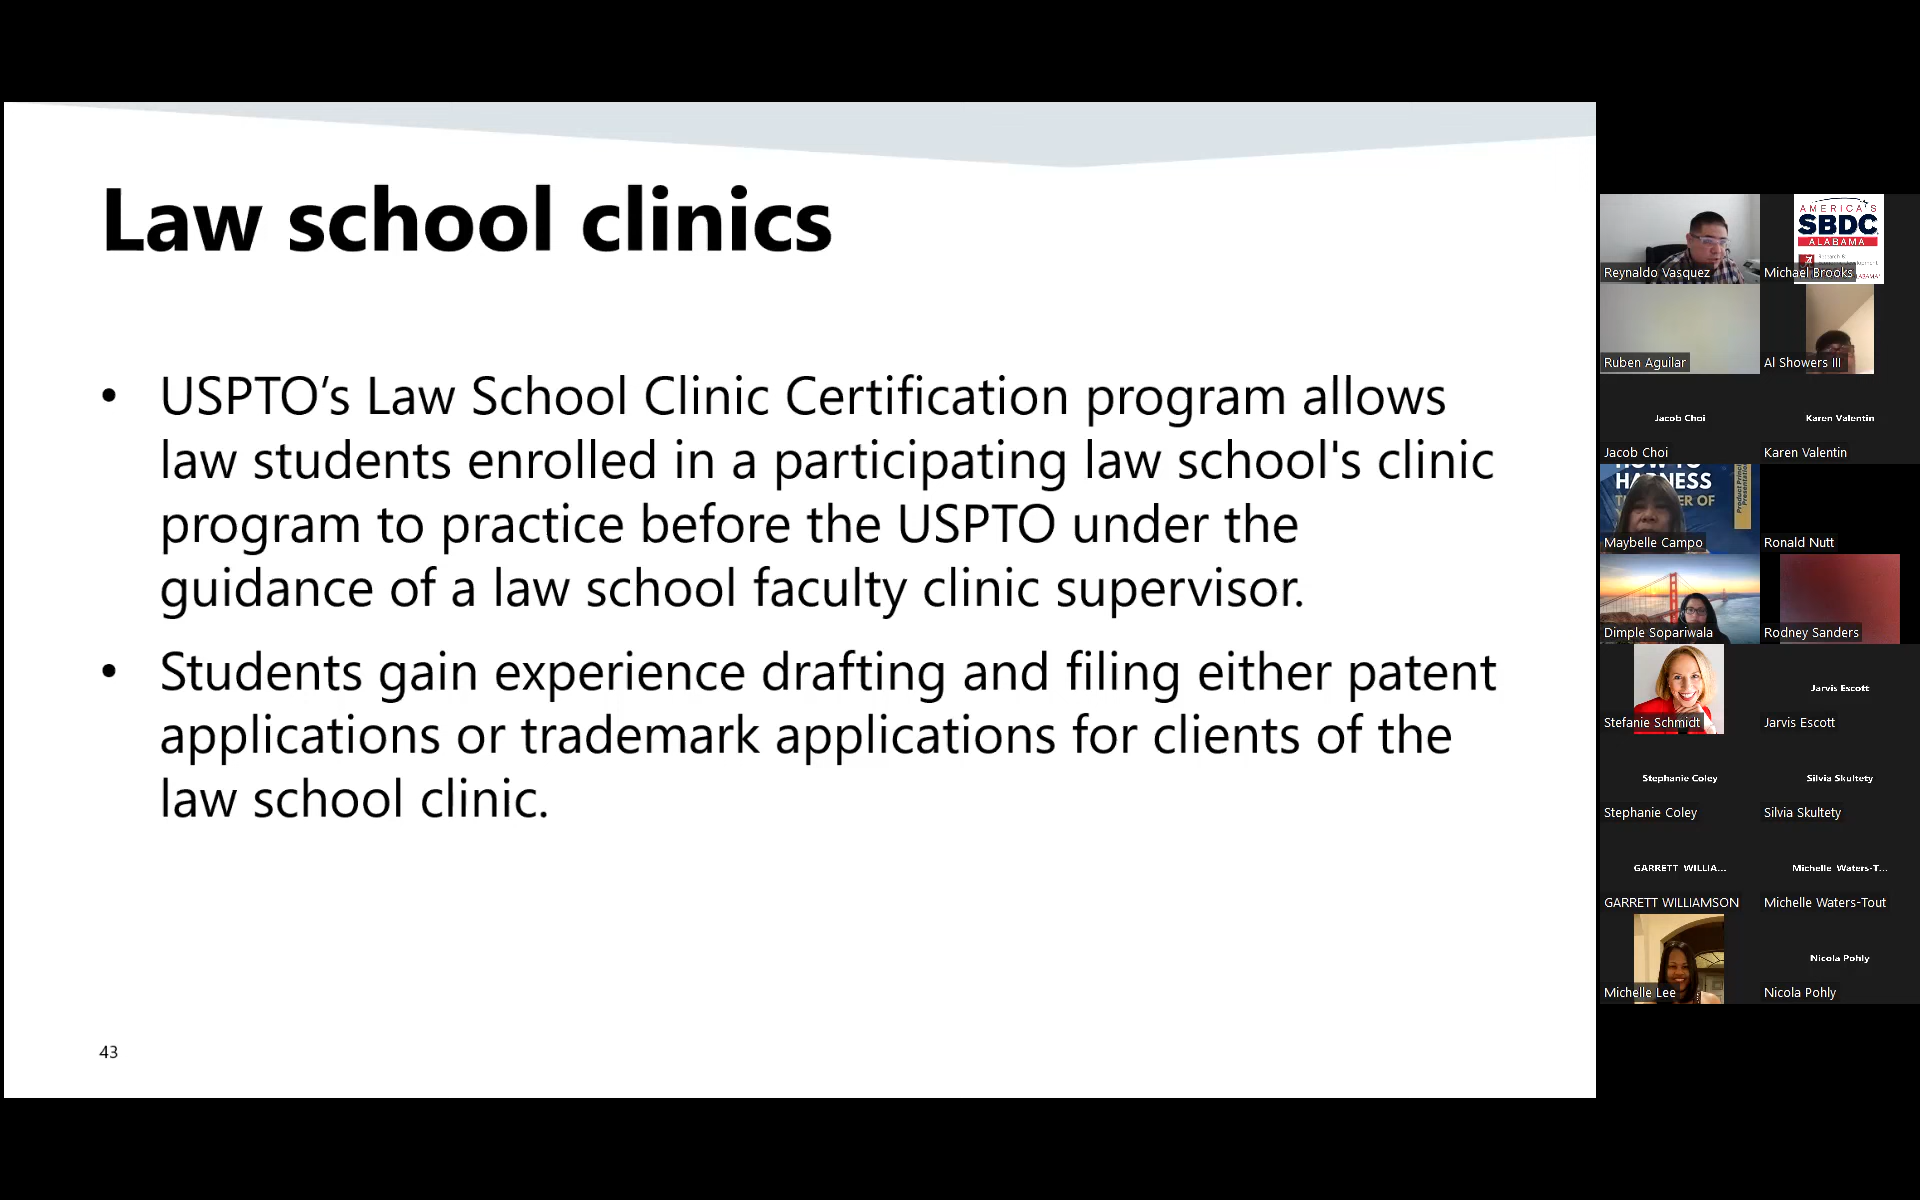 Law school clinics
• USPTO’s Law School Clinic Certification program allows
law students enrolled in a participating law school's clinic
program to practice before the USPTO under the
guidance of a law school faculty clinic supervisor.
• Students gain experience drafting and filing either patent
applications or trademark applications for clients of the
law school clinic.
43
Reynaldo Vasquez
AMERICA'S
SBDC
ALABAMA
Michael Brooks
Ruben Aguilar
Al Showers III
Jacob Choi
Jacob Choi
Karen Valentin
Karen Valentin
HOW TO
HARNESS
ER OF
Maybelle Campo
Ronald Nutt
Dimple Sopariwala
Rodney Sanders
Stefanie Schmidt
Jarvis Escott
Jarvis Escott
Stephanie Coley
Stephanie Coley
Silvia Skultety
Silvia Skultety
GARRETT WILLIA...
GARRETT WILLIAMSON
Michelle Waters-T...
Michelle Waters-Tout
Michelle Lee
Nicola Pohly
Nicola Pohly